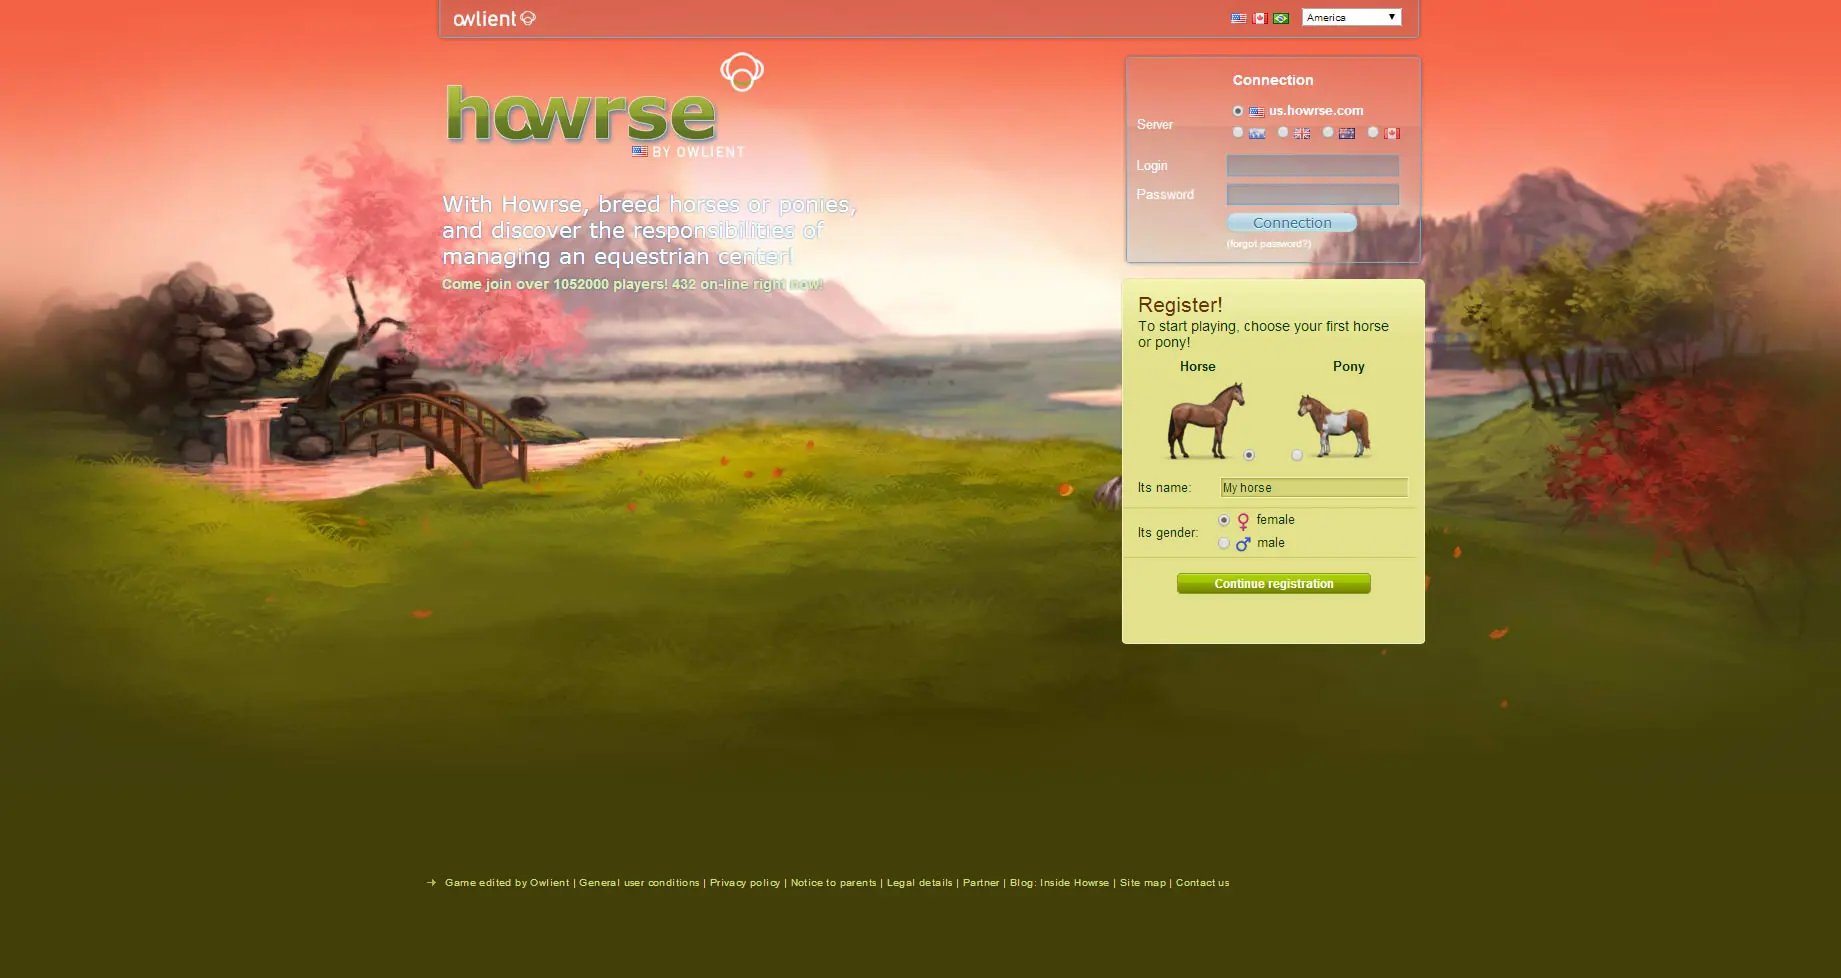 owlient
America
howrse
BY OWLIENT
With Howrse, breed horses or ponies,
and discover the responsibilities of
managing an equestrian center!
Come join over 1052000 players! 432 on-line right now!
Connection
Server
us.howrse.com
Login
Password
Connection
(forgot password?)
Register!
To start playing, choose your first horse
or pony!
Horse
Pony
Its name:
My horse
Its gender:
female
male
Continue registration
Game edited by Owlient | General user conditions | Privacy policy | Notice to parents | Legal details | Partner | Blog: Inside Howrse | Site map | Contact us